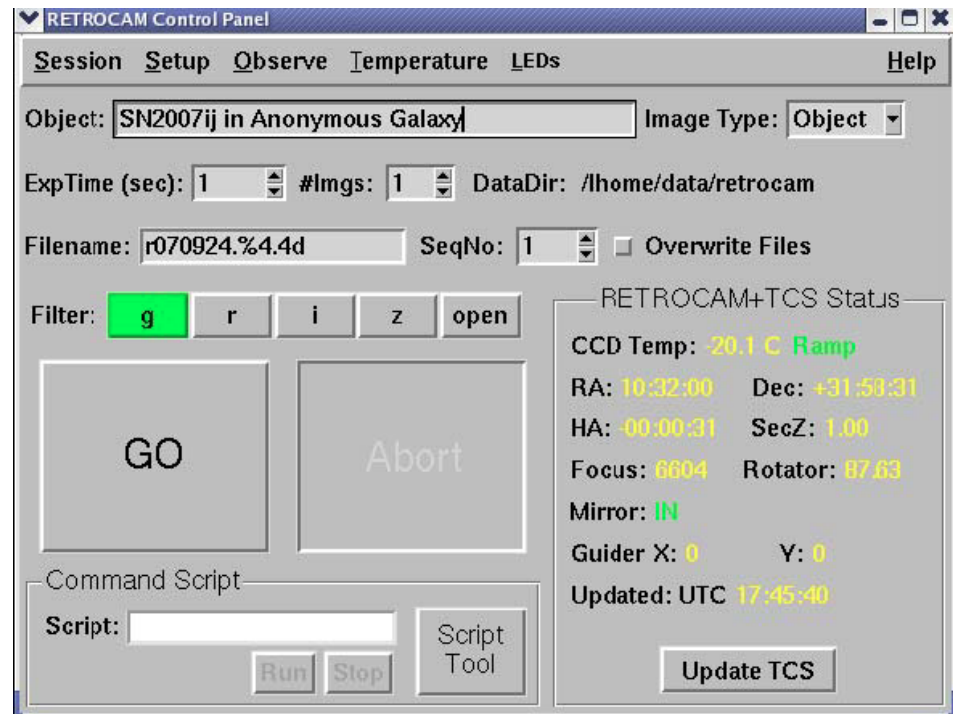 RETROCAM Control Panel
Session Setup Observe Temperature LEDs Help
Object: SN2007ij in Anonymous Galaxy Image Type: Object
ExpTime (sec): 1 #Imgs: 1 DataDir: /lhome/data/retrocam
Filename: r070924.%4.4d SeqNo: 1 Overwrite Files
Filter: g r i z open
GO
Abort
Command Script
Script:
Run Stop
Script
Tool
RETROCAM+TCS Status
CCD Temp: -20.1 C Ramp
RA: 10:32:00 Dec: +31:58:31
HA: -00:00:31 SecZ: 1.00
Focus: 6604 Rotator: 87.63
Mirror: IN
Guider X: 0 Y: 0
Updated: UTC 17:45:40
Update TCS